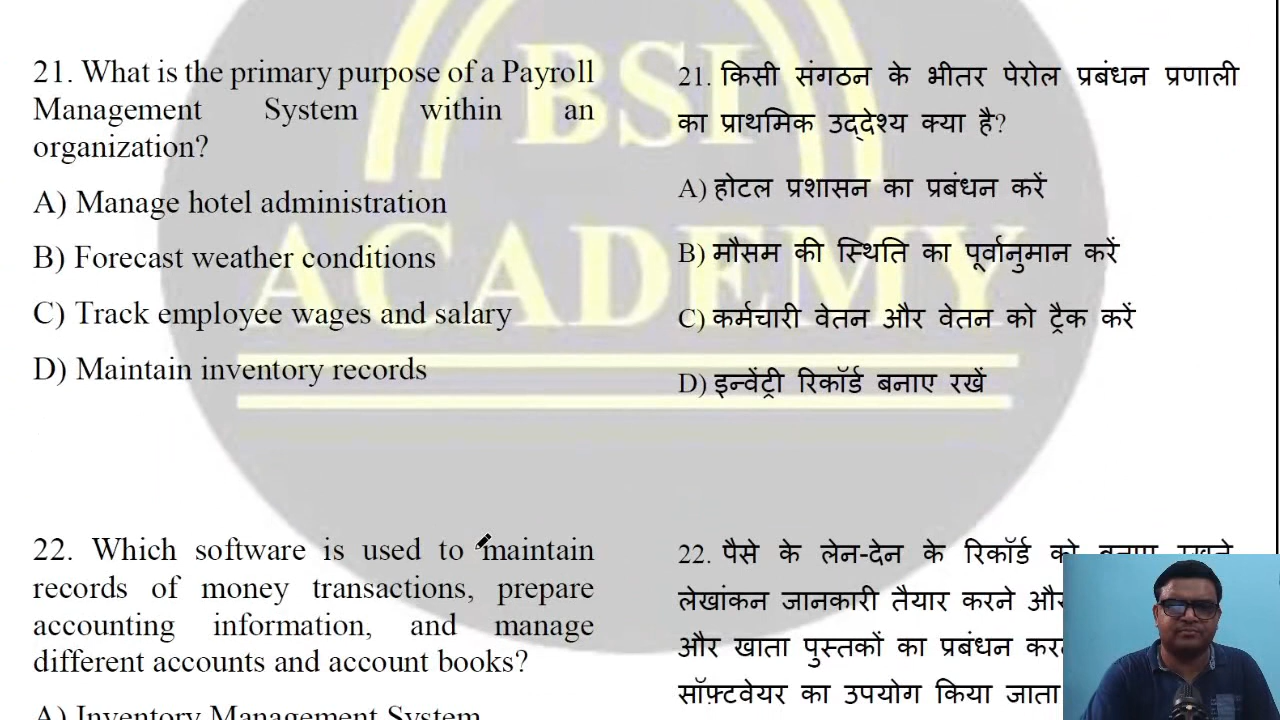 BSI
ACADEMY
21. What is the primary purpose of a Payroll
Management System within an
organization?
A) Manage hotel administration
B) Forecast weather conditions
C) Track employee wages and salary
D) Maintain inventory records
22. Which software is used to maintain
records of money transactions, prepare
accounting information, and manage
different accounts and account books?
A) Inventory Management System
21. किसी संगठन के भीतर पेरोल प्रबंधन प्रणाली
का प्राथमिक उद्देश्य क्या है?
A) होटल प्रशासन का प्रबंधन करें
B) मौसम की स्थिति का पूर्वानुमान करें
C) कर्मचारी वेतन और वेतन को ट्रैक करें
D) इन्वेंट्री रिकॉर्ड बनाए रखें
22. पैसे के लेन-देन के रिकॉर्ड को
लेखांकन जानकारी तैयार करने और
और खाता पुस्तकों का प्रबंधन
सॉफ़्टवेयर का उपयोग किया जाता